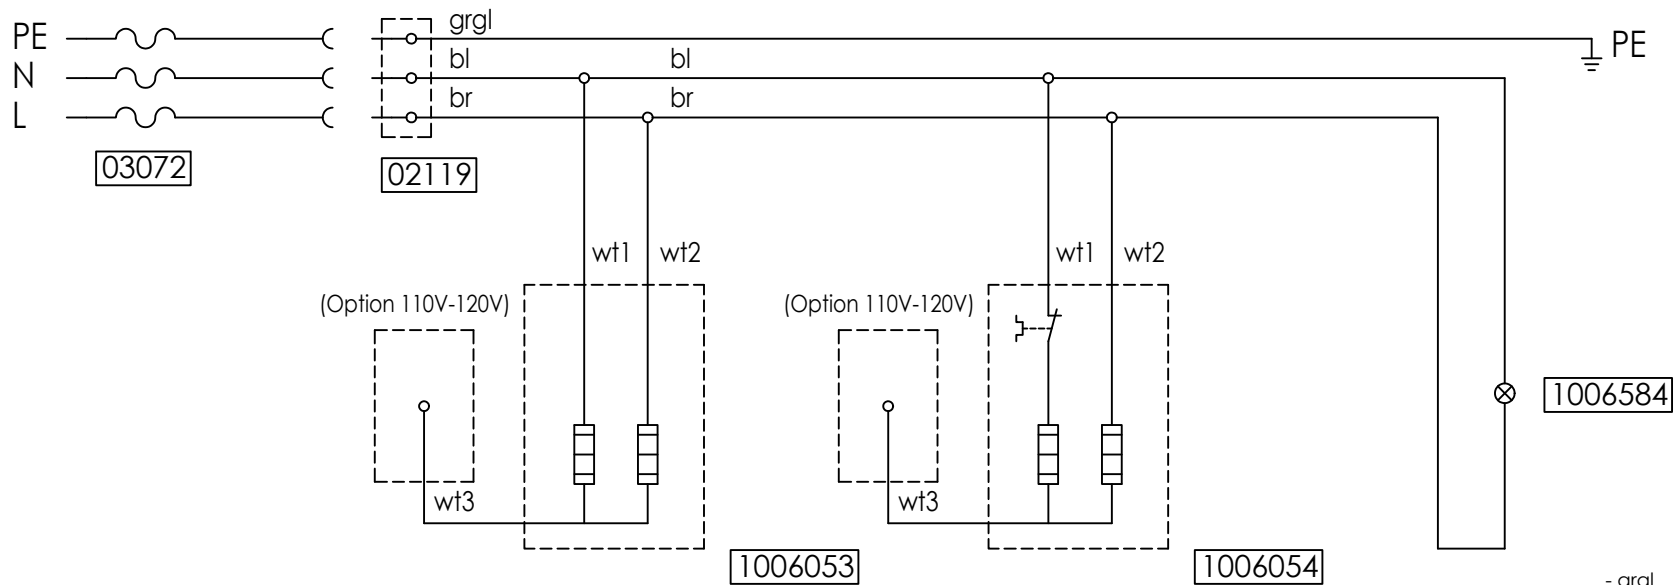 PE
grgl
PE
N
bl
bl
L
br
br
03072
02119
wt1
wt2
wt1
wt2
(Option 110V-120V)
(Option 110V-120V)
1006584
wt3
wt3
1006053
1006054
- grgl